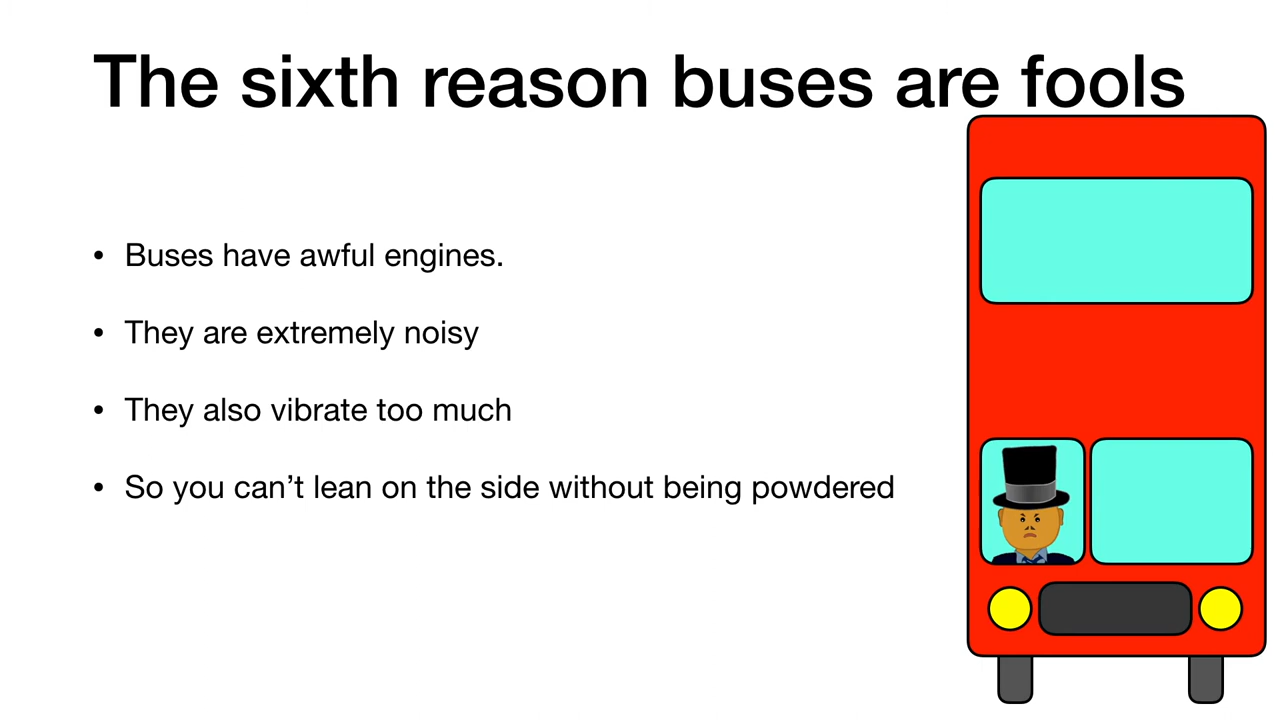 The sixth reason buses are fools
• Buses have awful engines.
• They are extremely noisy
• They also vibrate too much
• So you can’t lean on the side without being powdered